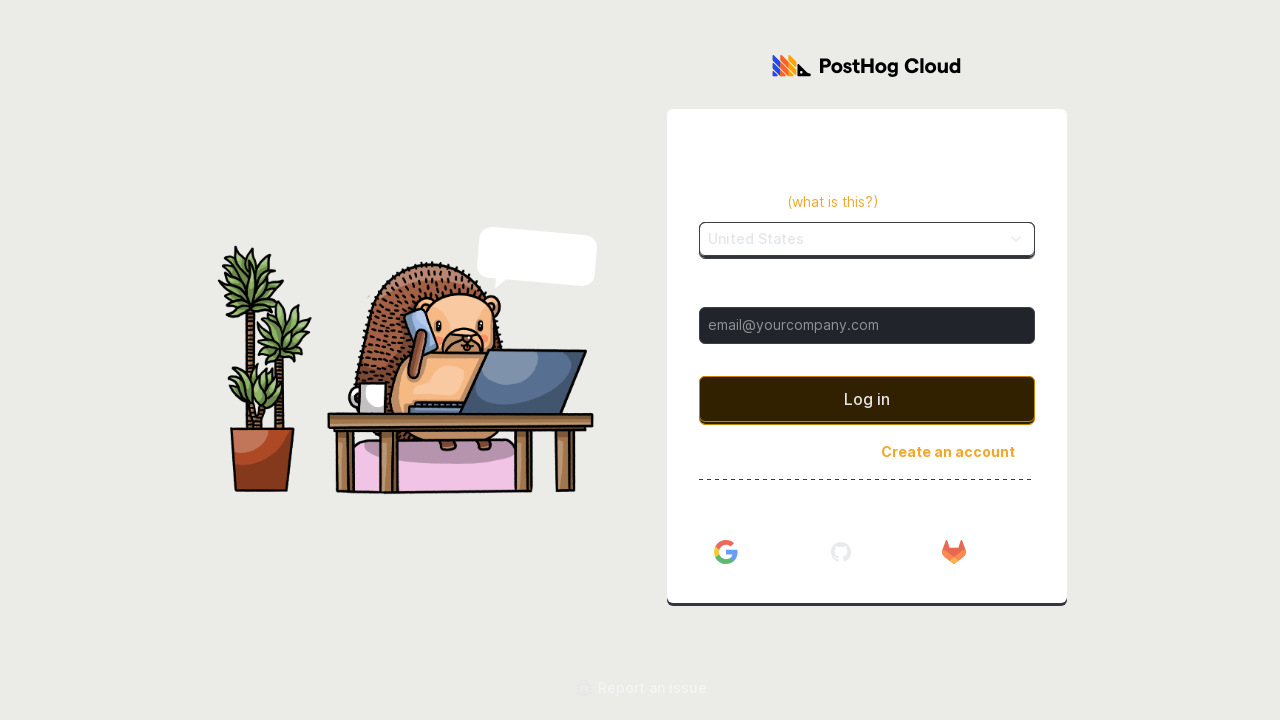 PostHog Cloud
(what is this?)
United States
email@yourcompany.com
Log in
Create an account
Report an issue